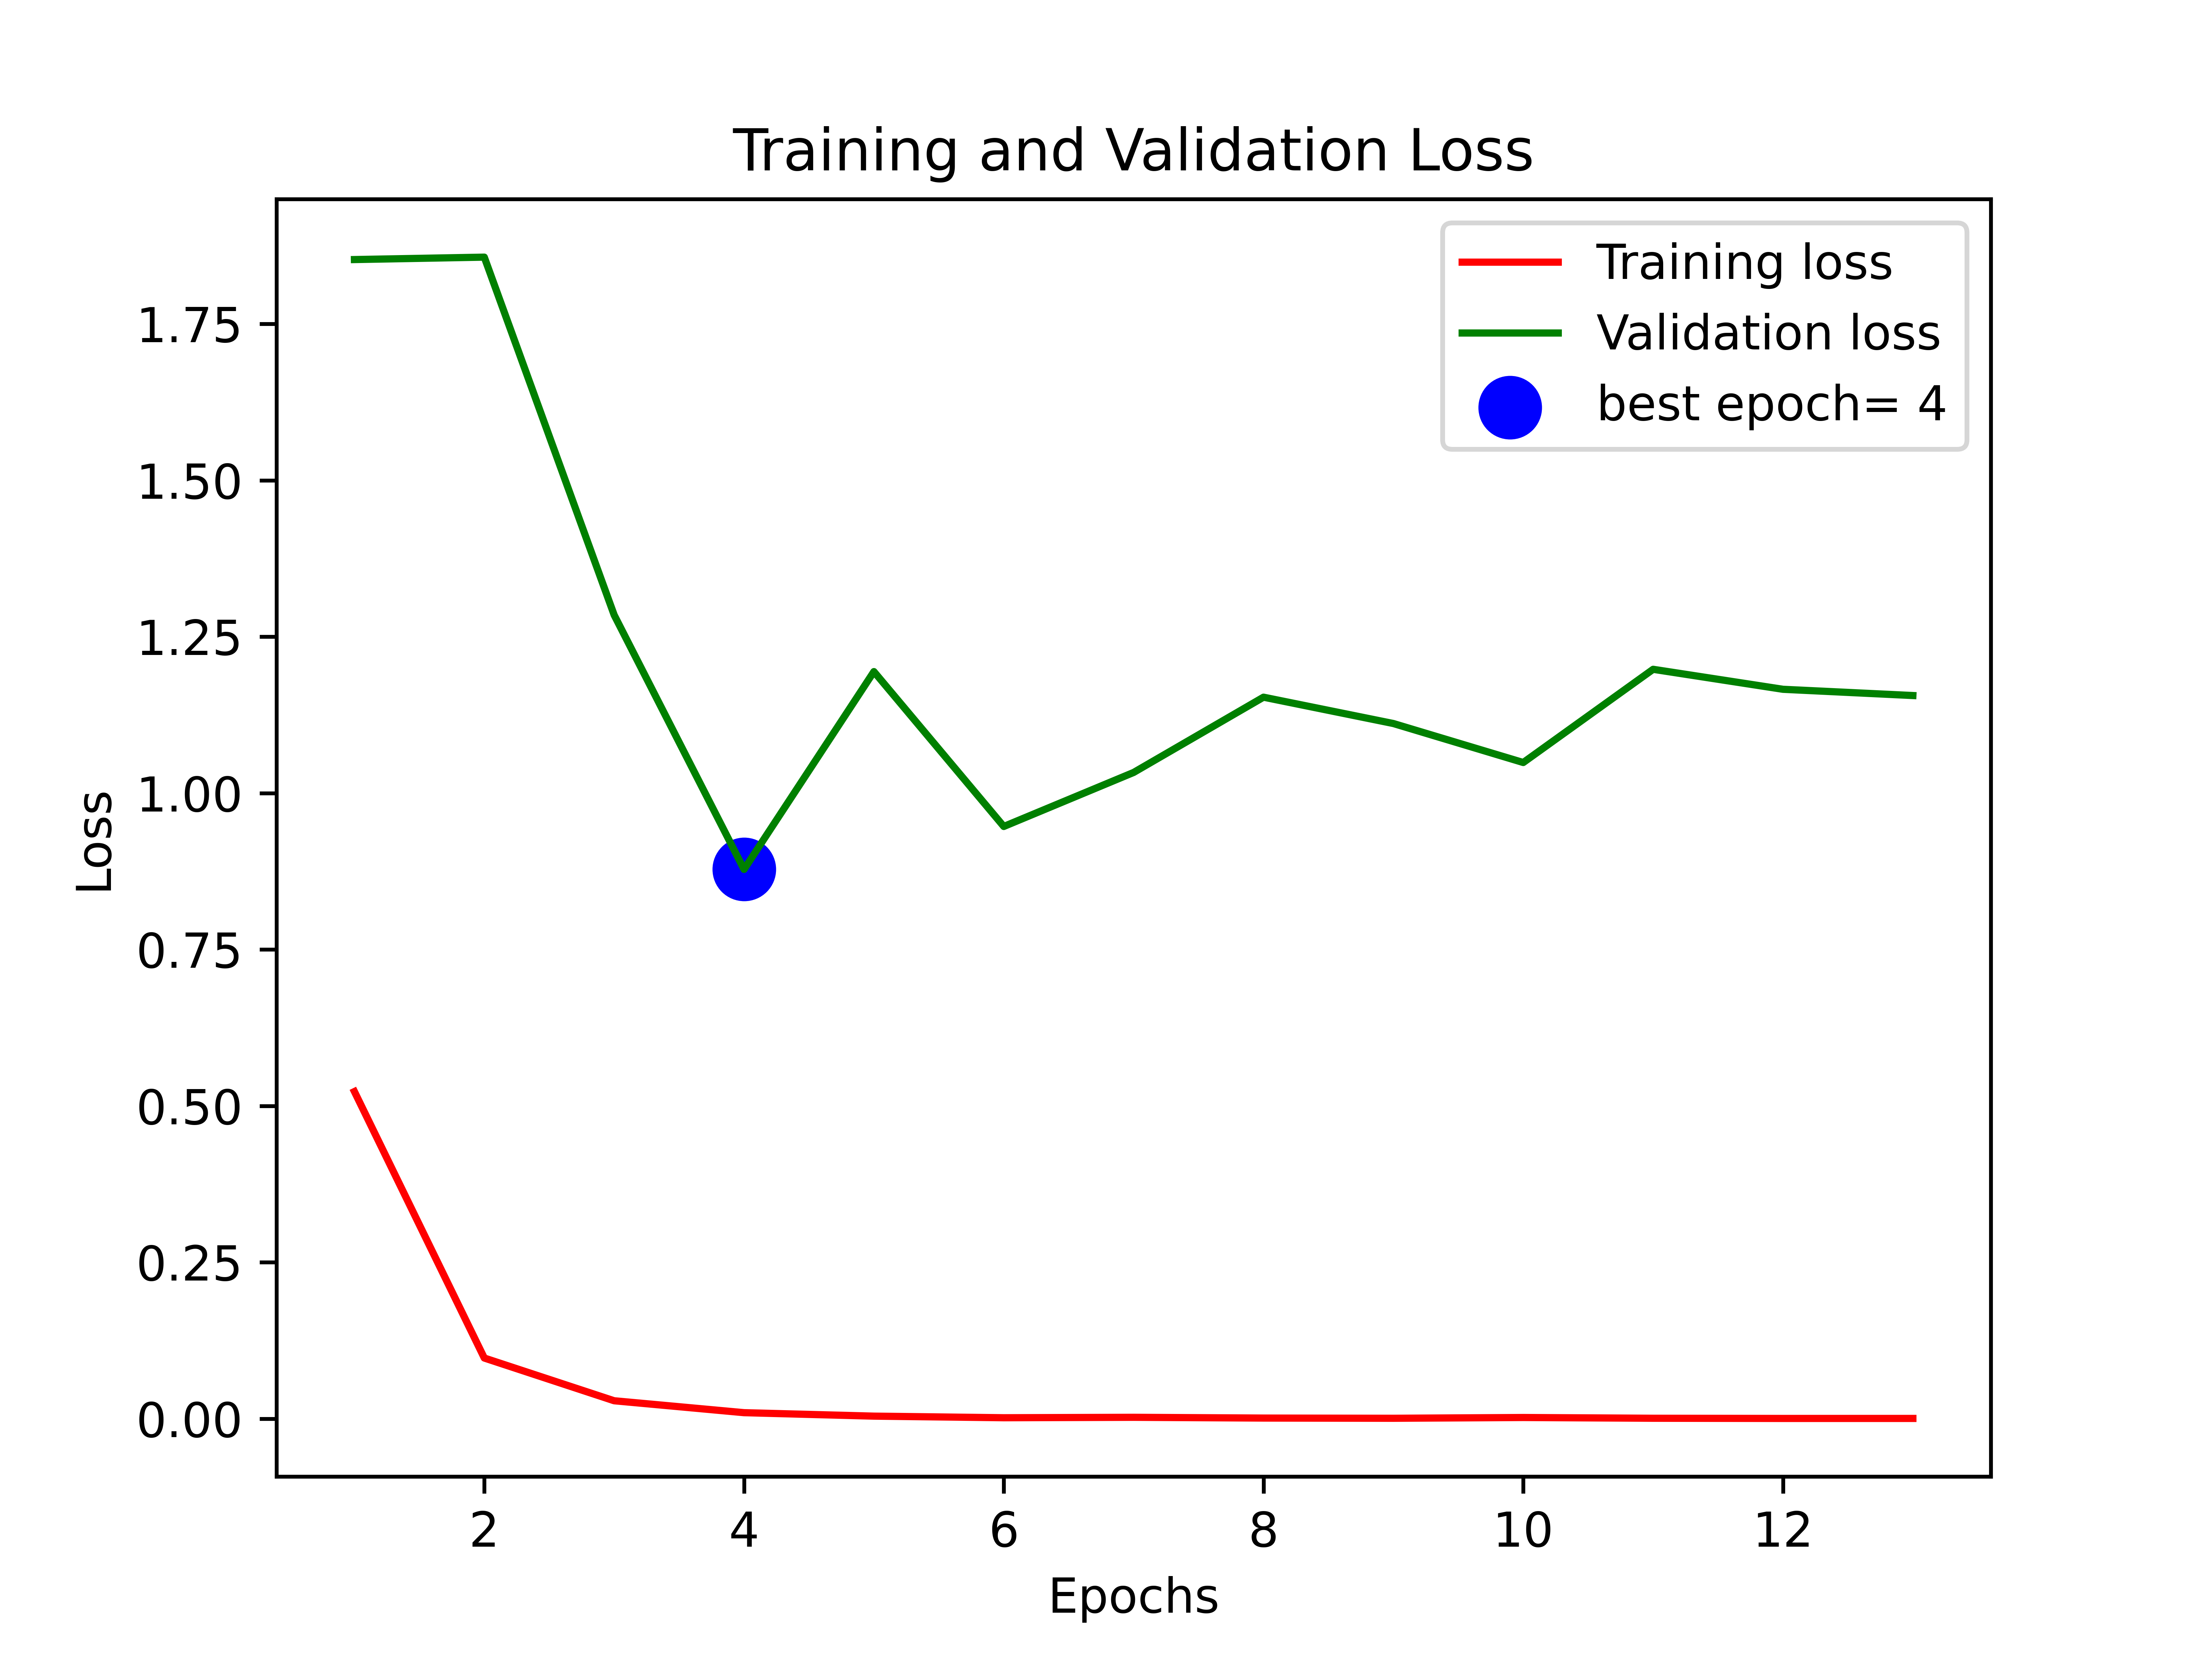 Training and Validation Loss
Training loss
Validation loss
best epoch= 4
1.75
1.50
1.25
1.00
0.75
0.50
0.25
0.00
Loss
2 4 6 8 10 12
Epochs